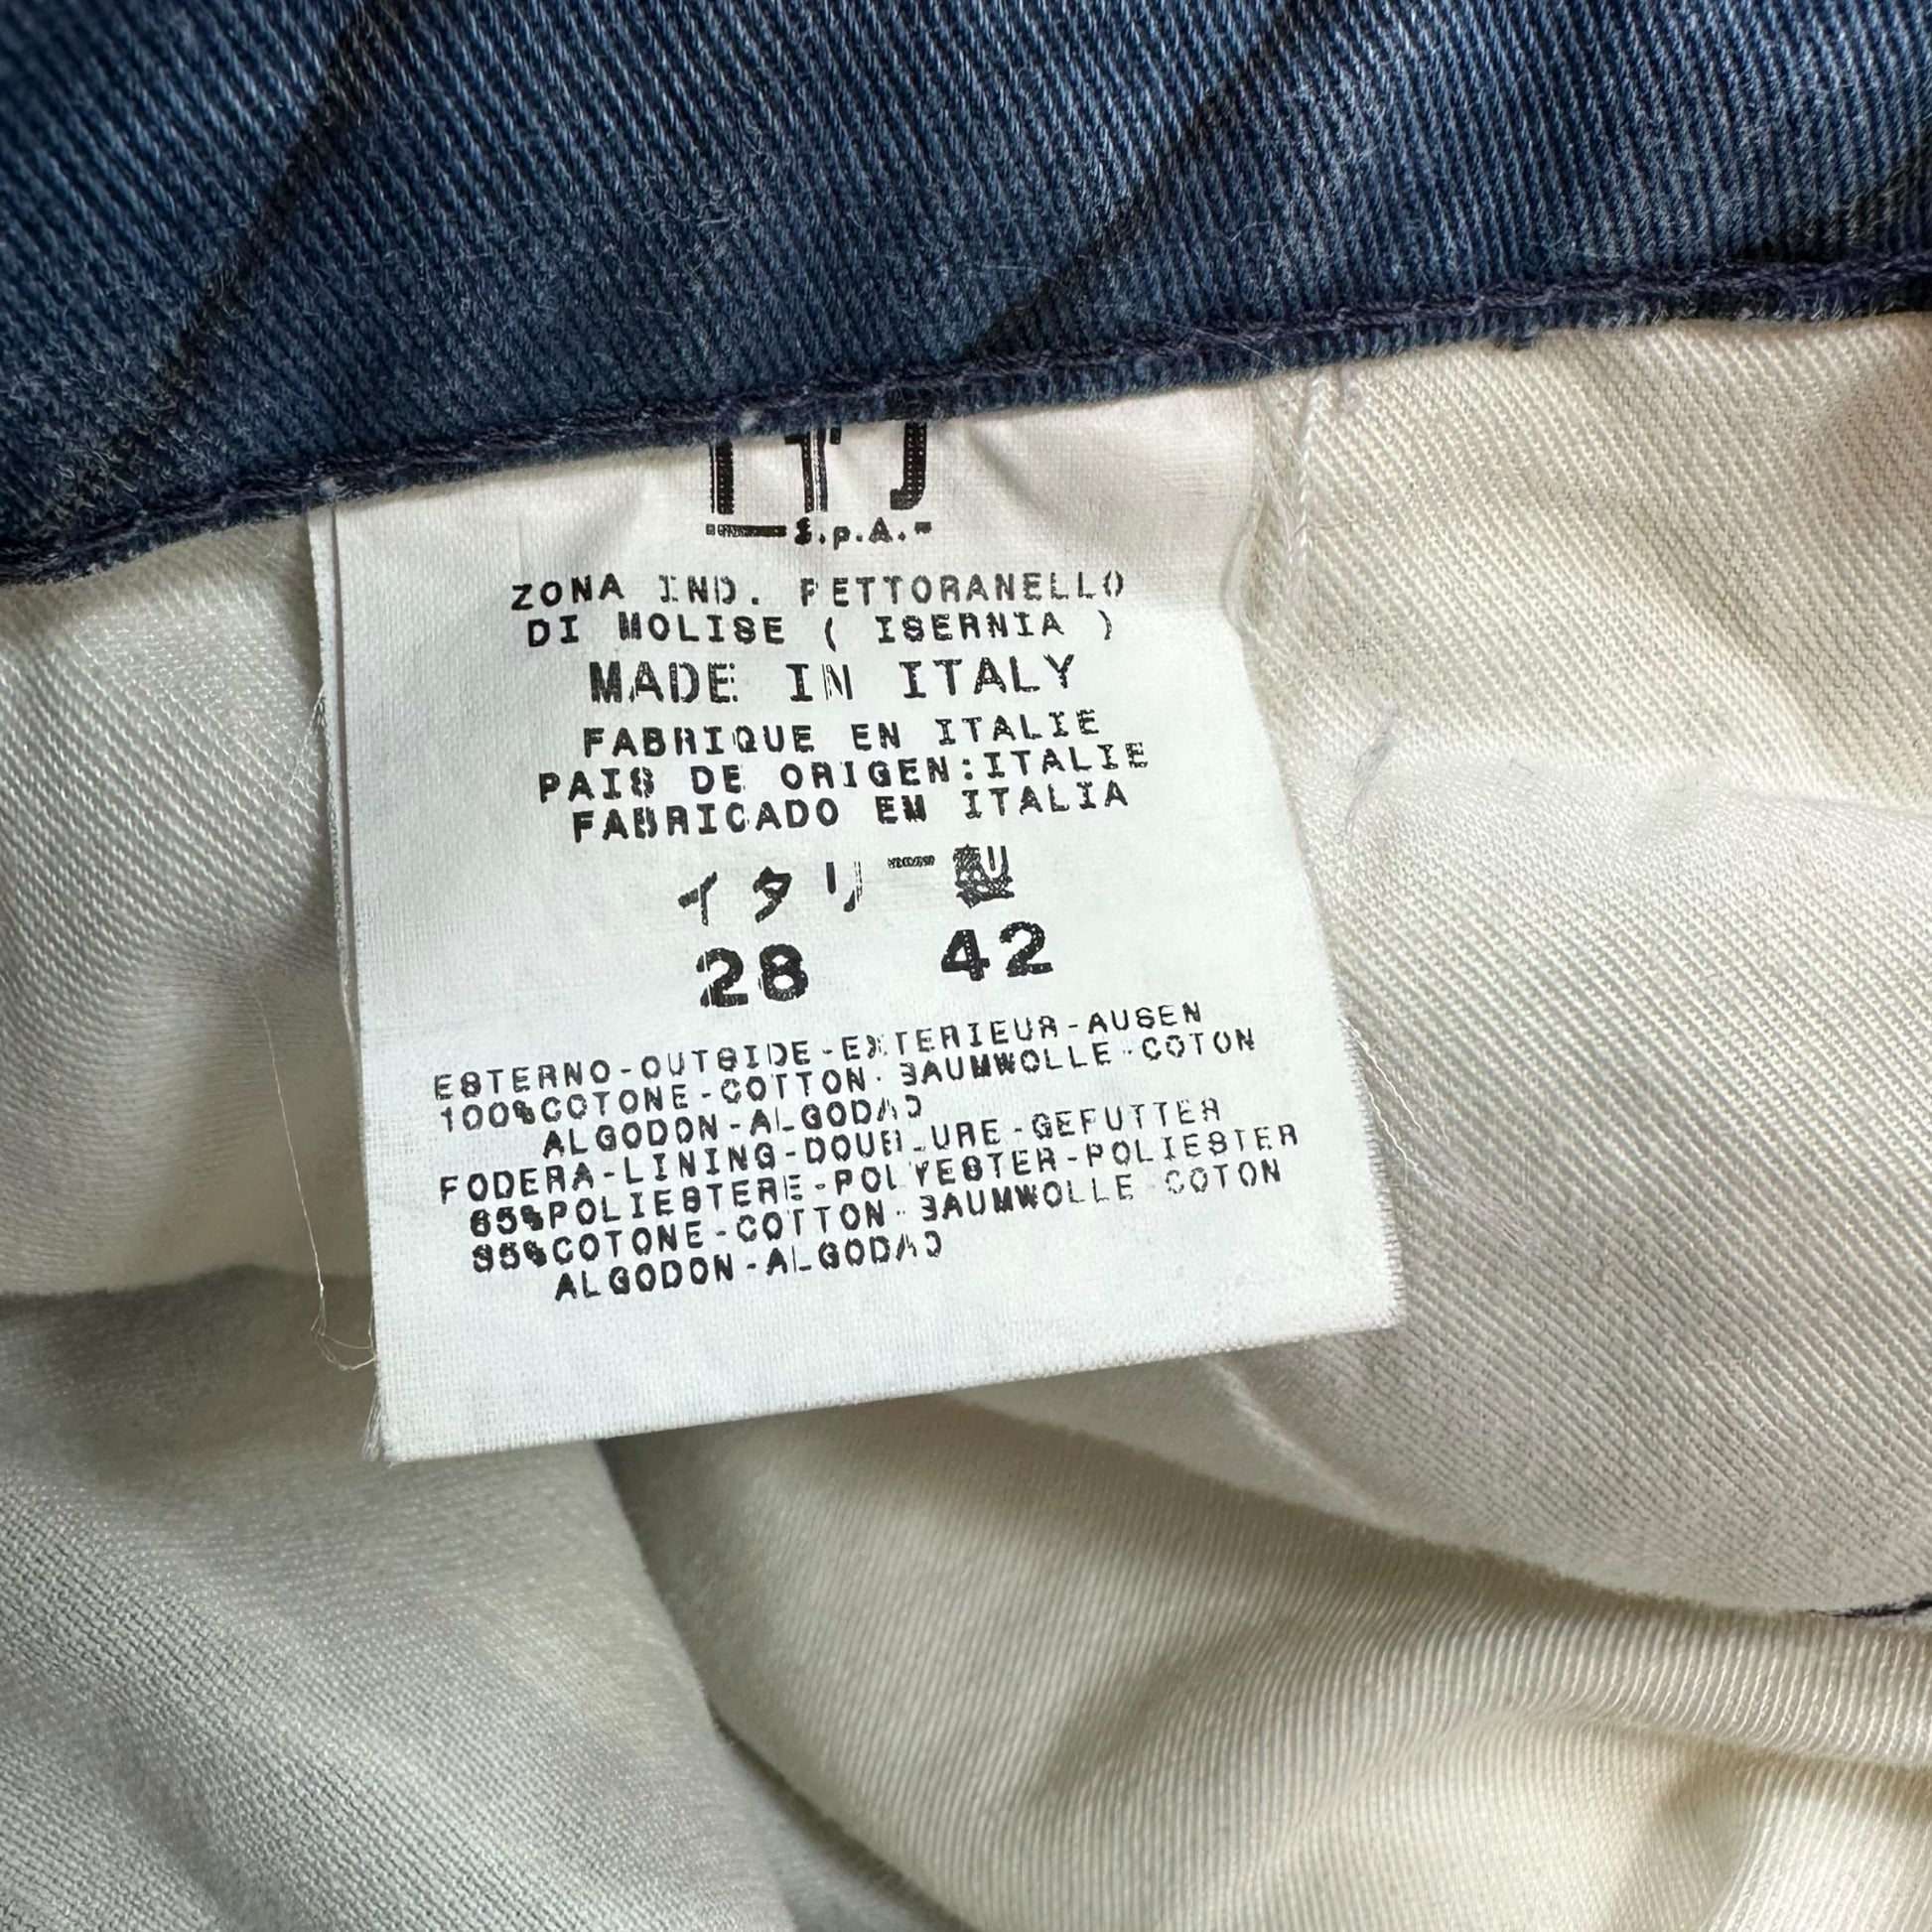 ITJ
S.p.A.
ZONA IND. PETTORANELLO
DI MOLISE ( ISERNIA )
MADE IN ITALY
FABRIQUE EN ITALIE
PAIS DE ORIGEN:ITALIE
FABRICADO EN ITALIA
イタリー製
28 42
ESTERNO-OUTSIDE-EXTERIEUR-AUSEN
100%COTONE-COTTON-BAUMWOLLE-COTON
ALGODON-ALGODAO
FODERA-LINING-DOUBLURE-GEFUTTER
65%POLIESTERE-POLYESTER-POLIESTER
35%COTONE-COTTON-BAUMWOLLE-COTON
ALGODON-ALGODAO